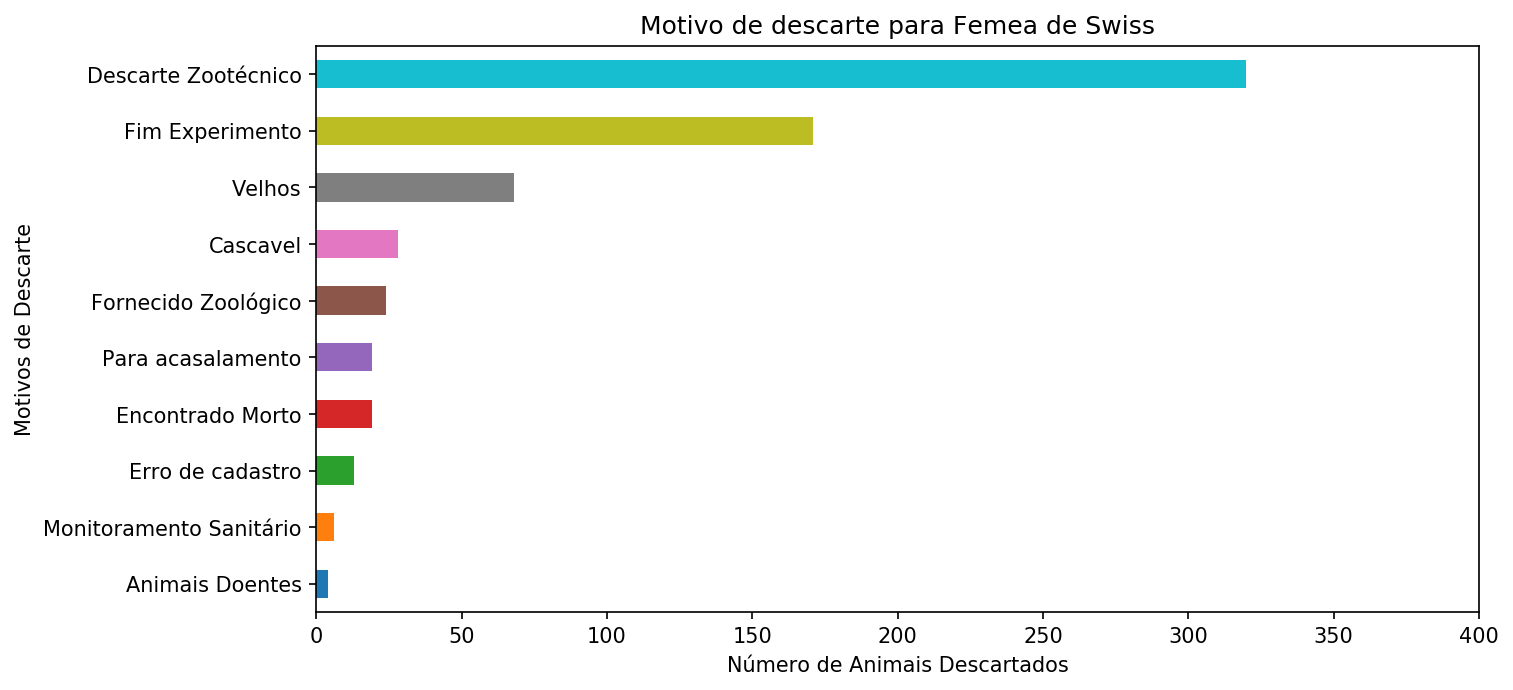 Motivo de descarte para Femea de Swiss
Descarte Zootécnico
Fim Experimento
Velhos
Cascavel
Fornecido Zoológico
Para acasalamento
Encontrado Morto
Erro de cadastro
Monitoramento Sanitário
Animais Doentes
Motivos de Descarte
0 50 100 150 200 250 300 350 400
Número de Animais Descartados